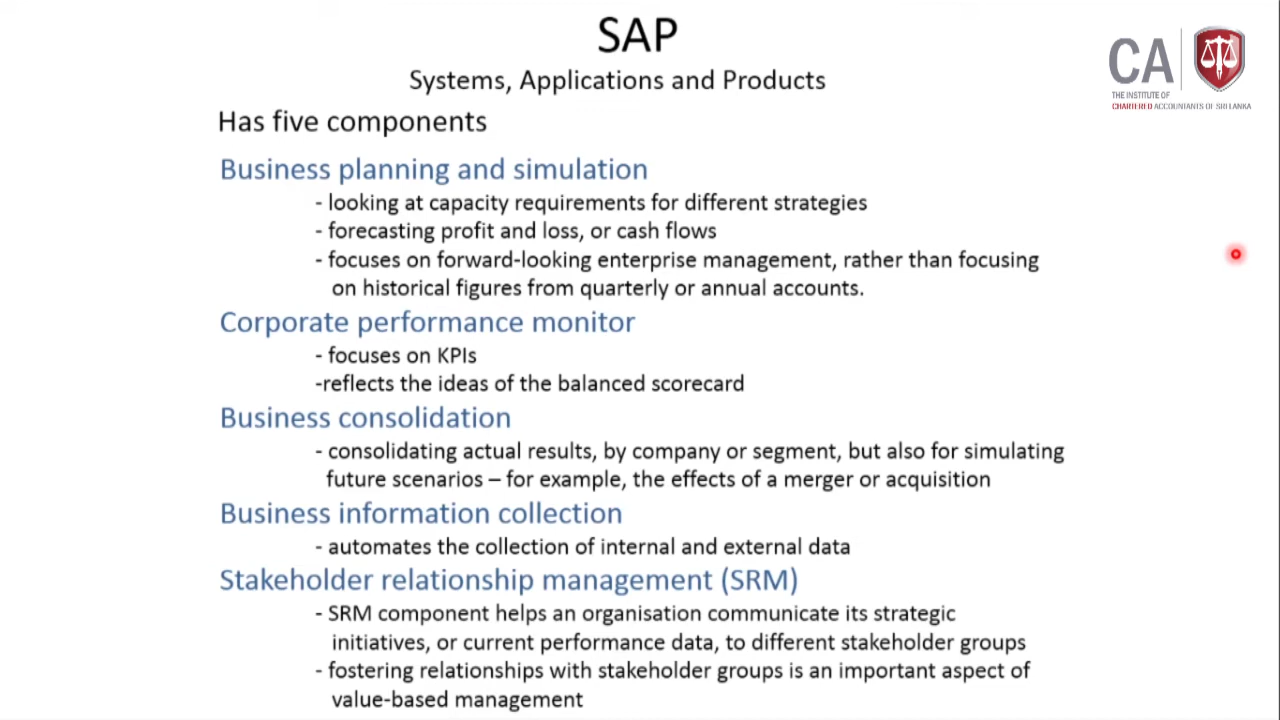 SAP
Systems, Applications and Products
CA
THE INSTITUTE OF
CHARTERED ACCOUNTANTS OF SRI LANKA
Has five components
Business planning and simulation
- looking at capacity requirements for different strategies
- forecasting profit and loss, or cash flows
- focuses on forward-looking enterprise management, rather than focusing
on historical figures from quarterly or annual accounts.
Corporate performance monitor
- focuses on KPIs
-reflects the ideas of the balanced scorecard
Business consolidation
- consolidating actual results, by company or segment, but also for simulating
future scenarios – for example, the effects of a merger or acquisition
Business information collection
- automates the collection of internal and external data
Stakeholder relationship management (SRM)
- SRM component helps an organisation communicate its strategic
initiatives, or current performance data, to different stakeholder groups
- fostering relationships with stakeholder groups is an important aspect of
value-based management